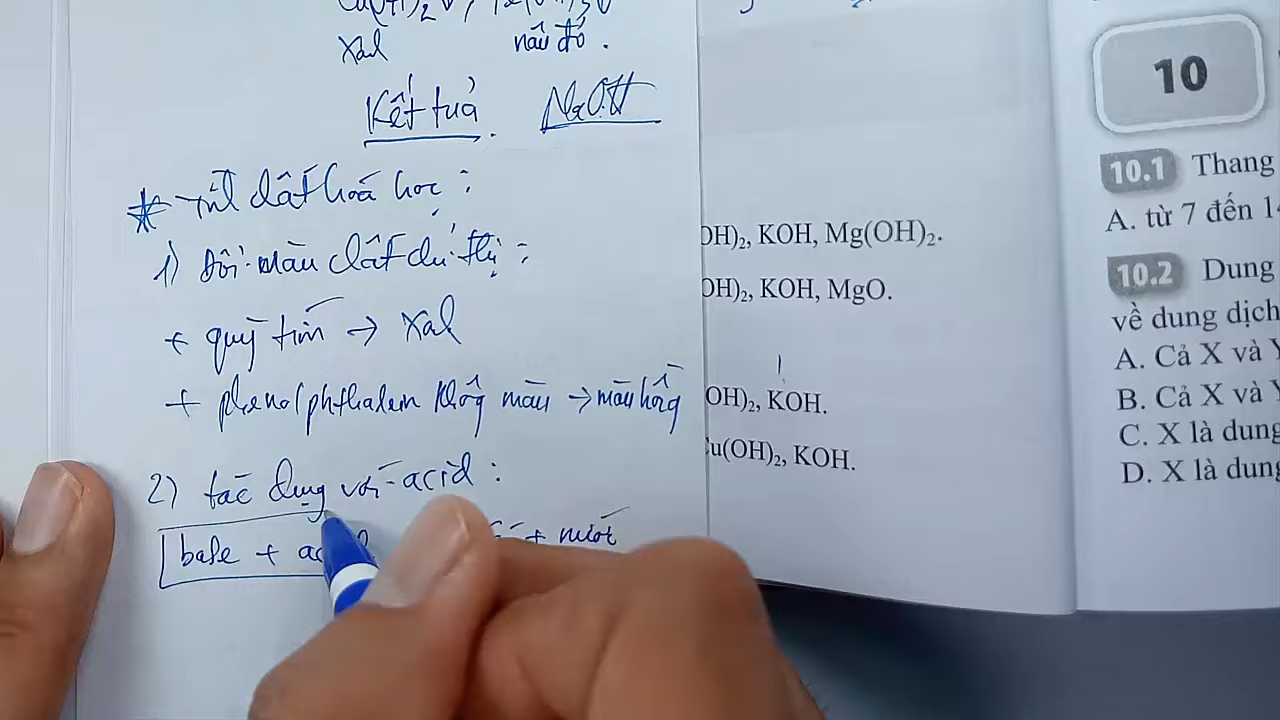 xanh nâu đỏ.
Kết tủa. NaOH
* Tính chất hoá học:
1) Đổi màu chất chỉ thị:
+ quỳ tím → xanh
+ phenolphthalein không màu → màu hồng
2) tác dụng với acid:
base + + nước
OH)₂, KOH, Mg(OH)₂.
OH)₂, KOH, MgO.
OH)₂, KOH.
Cu(OH)₂, KOH.
10
10.1 Thang
A. từ 7 đến 14
10.2 Dung
về dung dịch
A. Cả X và Y
B. Cả X và Y
C. X là dung
D. X là dung